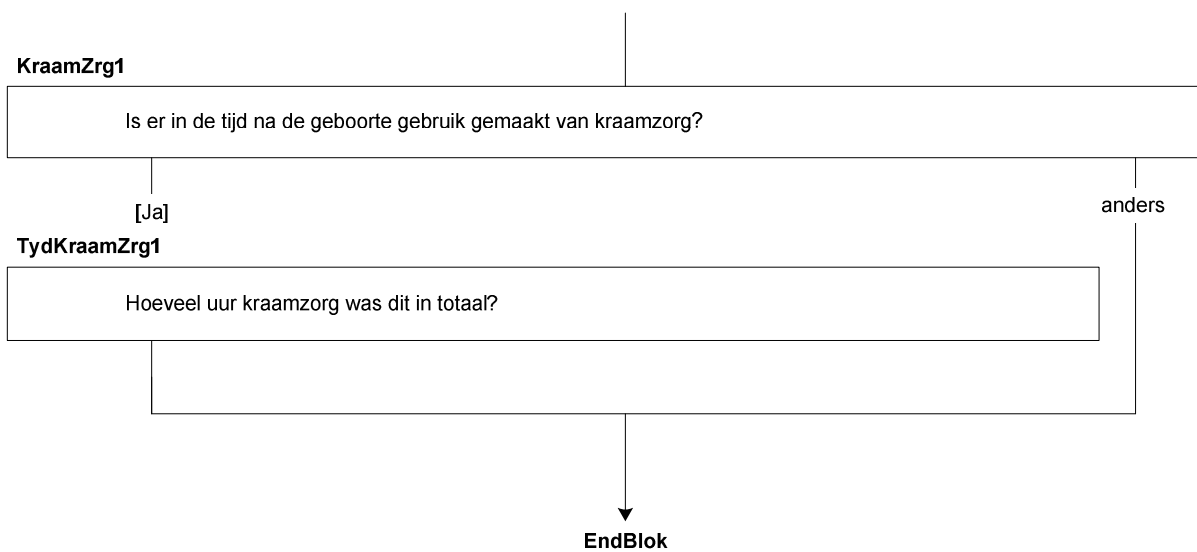 KraamZrg1
Is er in de tijd na de geboorte gebruik gemaakt van kraamzorg?
[Ja]
anders
TydKraamZrg1
Hoeveel uur kraamzorg was dit in totaal?
EndBlok